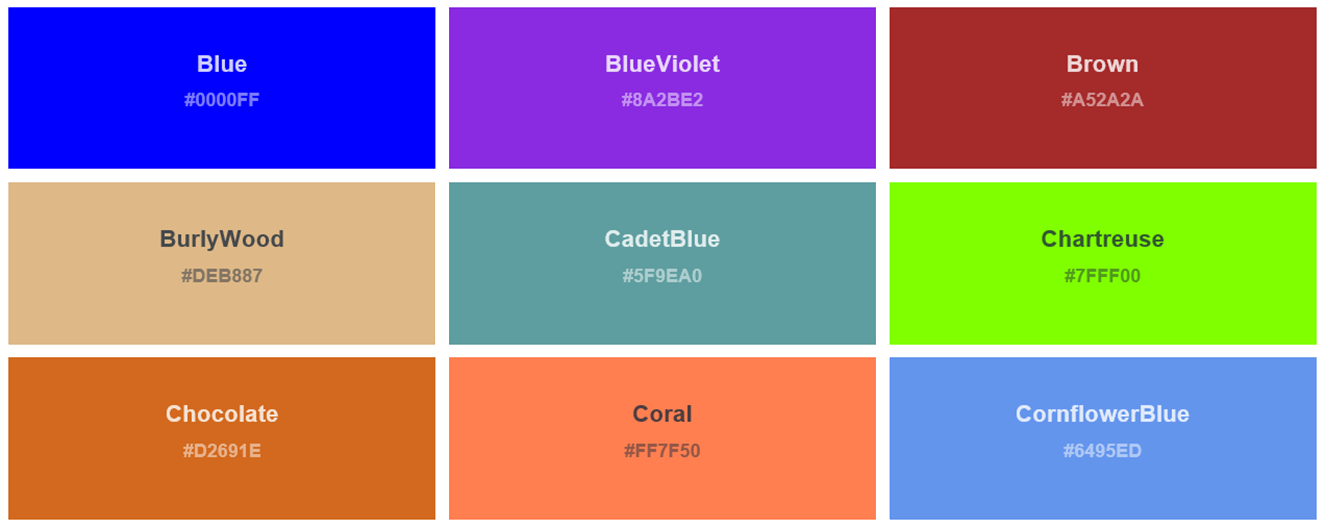 Blue
#0000FF
BlueViolet
#8A2BE2
Brown
#A52A2A
BurlyWood
#DEB887
CadetBlue
#5F9EA0
Chartreuse
#7FFF00
Chocolate
#D2691E
Coral
#FF7F50
CornflowerBlue
#6495ED